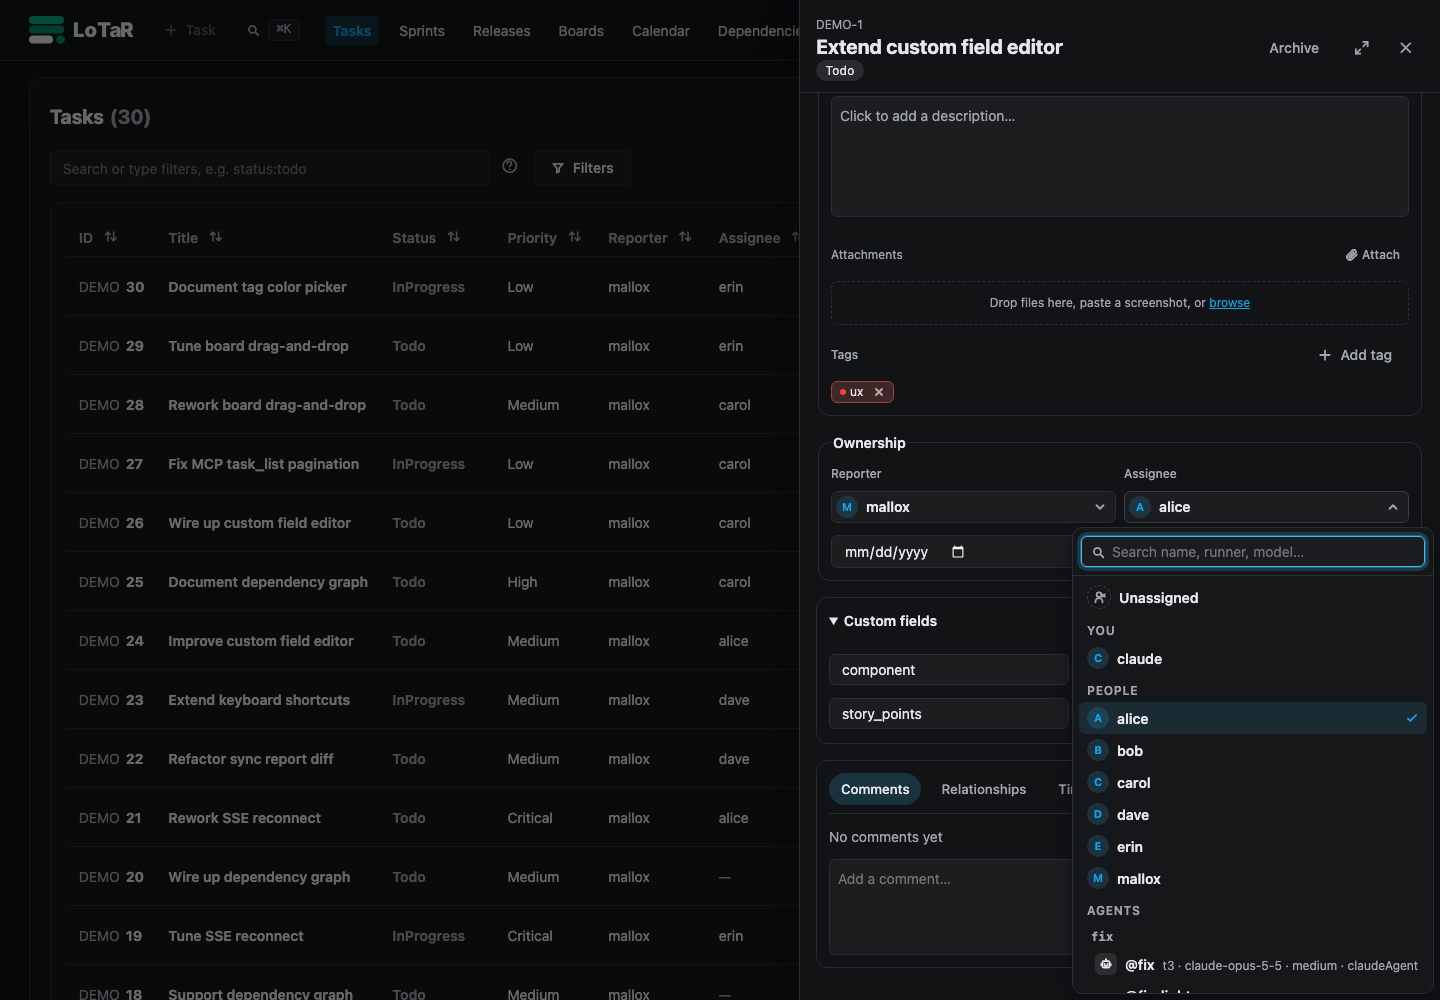 LoTaR
Task
⌘K
Tasks
Sprints
Releases
Boards
Calendar
Dependencie
Tasks (30)
Search or type filters, e.g. status:todo
Filters
ID Title Status Priority Reporter Assignee
DEMO 30 Document tag color picker InProgress Low mallox erin
DEMO 29 Tune board drag-and-drop Todo Low mallox erin
DEMO 28 Rework board drag-and-drop Todo Medium mallox carol
DEMO 27 Fix MCP task_list pagination InProgress Low mallox carol
DEMO 26 Wire up custom field editor Todo Low mallox carol
DEMO 25 Document dependency graph Todo High mallox carol
DEMO 24 Improve custom field editor Todo Medium mallox alice
DEMO 23 Extend keyboard shortcuts InProgress Medium mallox dave
DEMO 22 Refactor sync report diff Todo Medium mallox dave
DEMO 21 Rework SSE reconnect Todo Critical mallox alice
DEMO 20 Wire up dependency graph Todo Medium mallox —
DEMO 19 Tune SSE reconnect InProgress Critical mallox erin
DEMO 18 Support dependency graph Todo Medium mallox —
DEMO-1
Extend custom field editor
Todo
Archive
Click to add a description...
Attachments
Attach
Drop files here, paste a screenshot, or browse
Tags
Add tag
ux
Ownership
Reporter
Assignee
M mallox
A alice
mm/dd/yyyy
Custom fields
component
story_points
Comments
Relationships
No comments yet
Add a comment...
Search name, runner, model...
Unassigned
YOU
C claude
PEOPLE
A alice
B bob
C carol
D dave
E erin
M mallox
AGENTS
fix
@fix t3 · claude-opus-5-5 · medium · claudeAgent